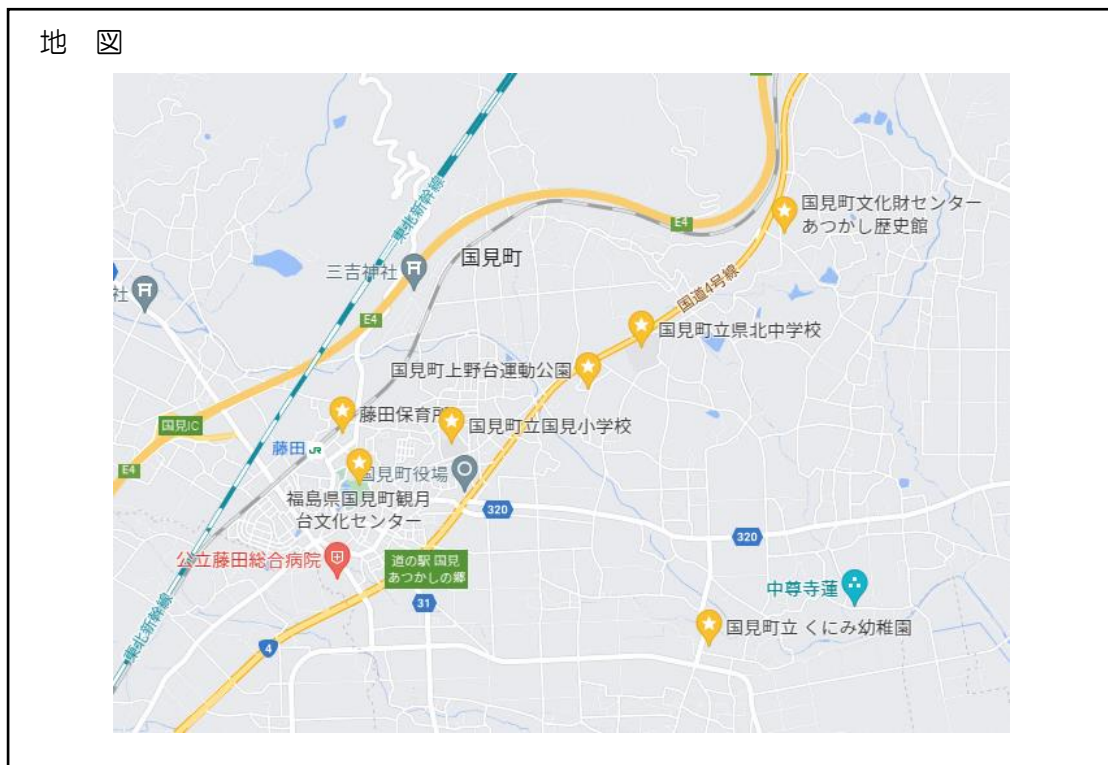 地 図
E4
国見町文化財センター
あつかし歴史館
東北新幹線
E4
国見町
三吉神社
社
国道4号線
E4
国見町立県北中学校
国見町上野台運動公園
藤田保育所
国見町立国見小学校
国見IC
藤田 JR
E4
国見町役場
福島県国見町観月
台文化センター
320
320
公立藤田総合病院
道の駅 国見
あつかしの郷
中尊寺蓮
31
国見町立 くにみ幼稚園
東北新幹線
4